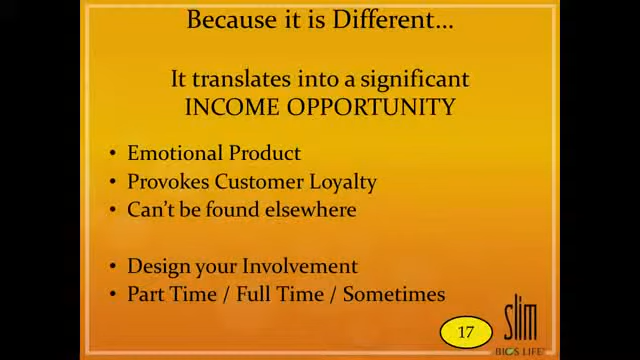 Because it is Different...
It translates into a significant
INCOME OPPORTUNITY
• Emotional Product
• Provokes Customer Loyalty
• Can't be found elsewhere
• Design your Involvement
• Part Time / Full Time / Sometimes
17
slim
BIOS LIFE